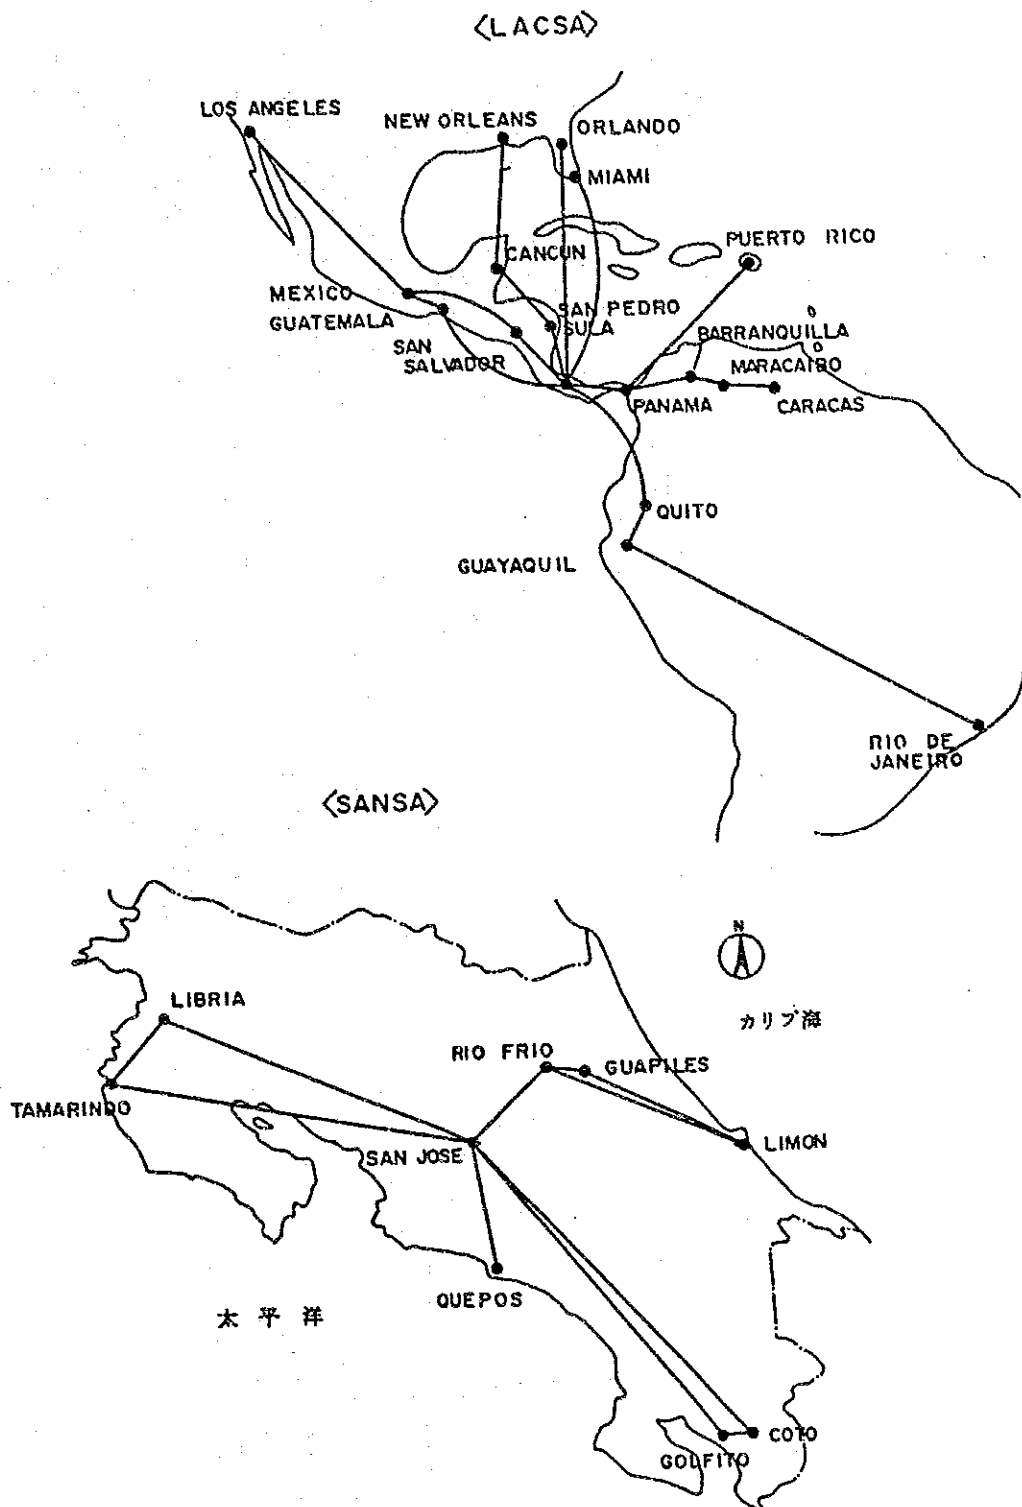 〈LACSA〉
LOS ANGELES
NEW ORLEANS
ORLANDO
MIAMI
PUERTO RICO
CANCUN
MEXICO
GUATEMALA
SAN PEDRO
SULA
SAN
SALVADOR
BARRANQUILLA
MARACAIBO
PANAMA
CARACAS
QUITO
GUAYAQUIL
RIO DE
JANEIRO
〈SANSA〉
N
カリブ海
LIBRIA
RIO FRIO
GUAPILES
TAMARINDO
SAN JOSE
LIMON
QUEPOS
太平洋
COTO
GOLFITO